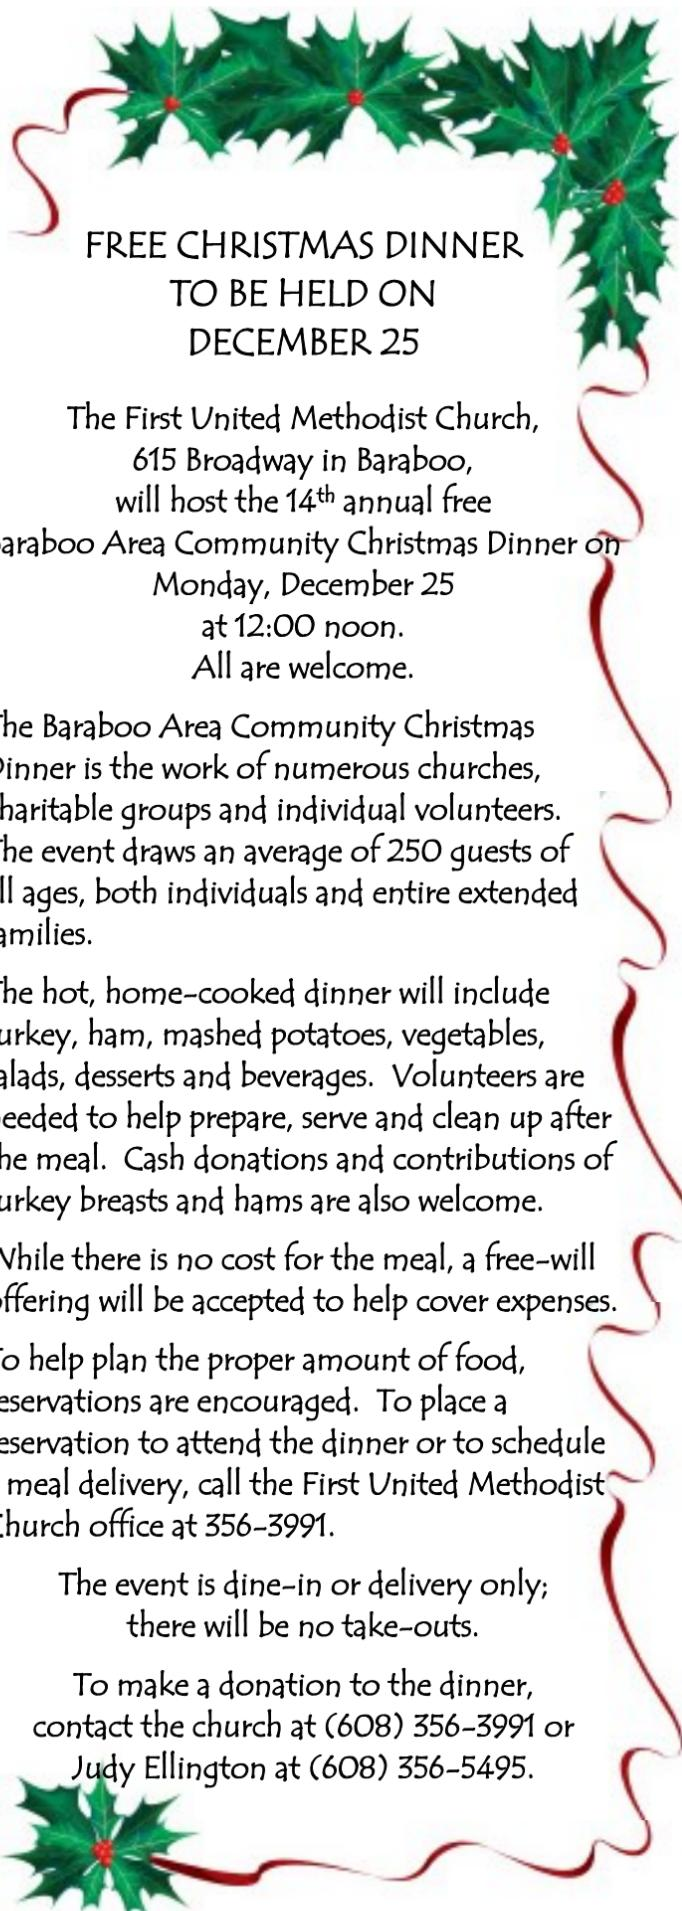 FREE CHRISTMAS DINNER
TO BE HELD ON
DECEMBER 25
The First United Methodist Church,
615 Broadway in Baraboo,
will host the 14th annual free
araboo Area Community Christmas Dinner on
Monday, December 25
at 12:00 noon.
All are welcome.
he Baraboo Area Community Christmas
inner is the work of numerous churches,
haritable groups and individual volunteers.
he event draws an average of 250 guests of
ll ages, both individuals and entire extended
amilies.
he hot, home-cooked dinner will include
urkey, ham, mashed potatoes, vegetables,
alads, desserts and beverages. Volunteers are
eeded to help prepare, serve and clean up after
he meal. Cash donations and contributions of
urkey breasts and hams are also welcome.
While there is no cost for the meal, a free-will
offering will be accepted to help cover expenses.
To help plan the proper amount of food,
eservations are encouraged. To place a
eservation to attend the dinner or to schedule
meal delivery, call the First United Methodist
Church office at 356-3991.
The event is dine-in or delivery only;
there will be no take-outs.
To make a donation to the dinner,
contact the church at (608) 356-3991 or
Judy Ellington at (608) 356-5495.